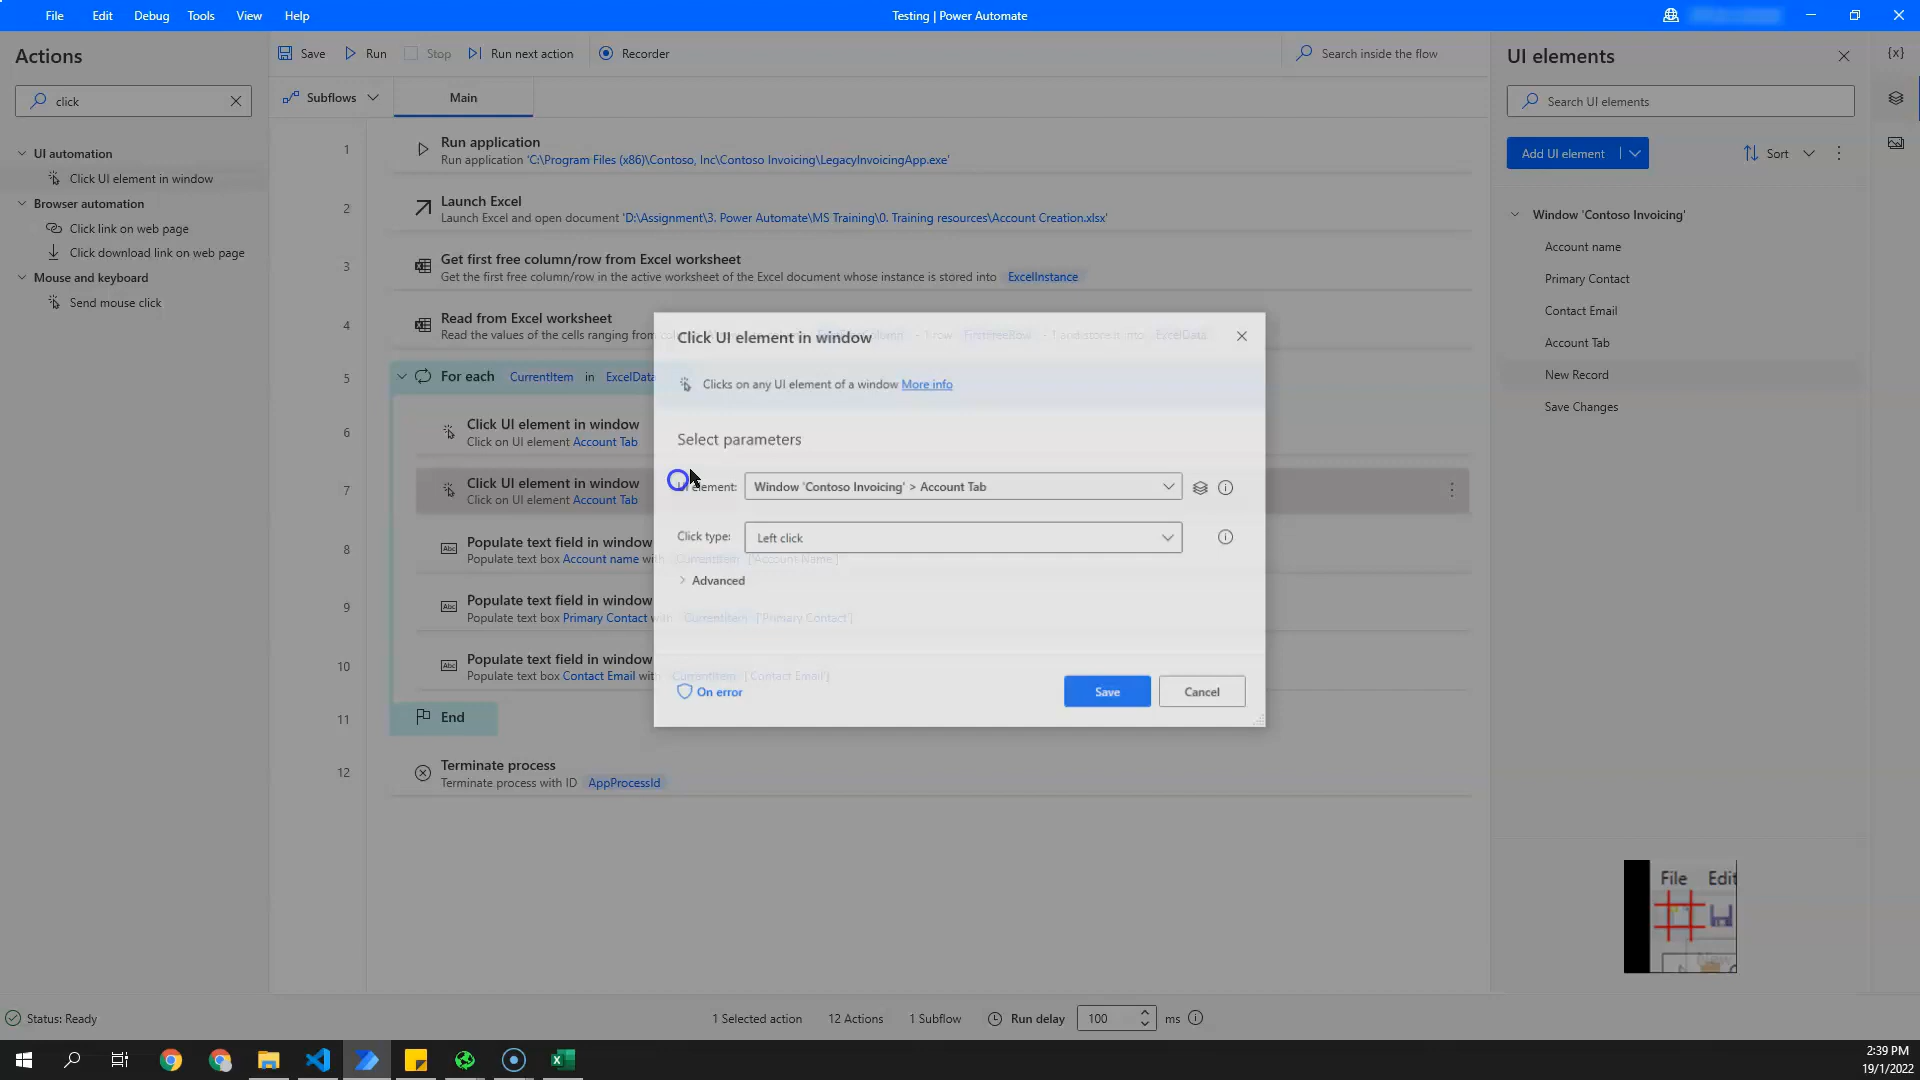 File Edit Debug Tools View Help
Testing | Power Automate
Actions
click
UI automation
Click UI element in window
Browser automation
Click link on web page
Click download link on web page
Mouse and keyboard
Send mouse click
Save Run Stop Run next action Recorder
Search inside the flow
Subflows Main
1 Run application
Run application 'C:\Program Files (x86)\Contoso, Inc\Contoso Invoicing\LegacyInvoicingApp.exe'
2 Launch Excel
Launch Excel and open document 'D:\Assignment\3. Power Automate\MS Training\0. Training resources\Account Creation.xlsx'
3 Get first free column/row from Excel worksheet
Get the first free column/row in the active worksheet of the Excel document whose instance is stored into ExcelInstance
4 Read from Excel worksheet
Read the values of the cells ranging from
5 For each CurrentItem in ExcelData
6 Click UI element in window
Click on UI element Account Tab
7 Click UI element in window
Click on UI element Account Tab
8 Populate text field in window
Populate text box Account name with CurrentItem ['Account Name']
9 Populate text field in window
Populate text box Primary Contact with CurrentItem ['Primary Contact']
10 Populate text field in window
Populate text box Contact Email with CurrentItem ['Contact Email']
11 End
12 Terminate process
Terminate process with ID AppProcessId
Click UI element in window
Clicks on any UI element of a window More info
Select parameters
UI element: Window 'Contoso Invoicing' > Account Tab
Click type: Left click
Advanced
On error
Save Cancel
UI elements
{x}
Search UI elements
Add UI element
Sort
Window 'Contoso Invoicing'
Account name
Primary Contact
Contact Email
Account Tab
New Record
Save Changes
File Edit
Status: Ready
1 Selected action 12 Actions 1 Subflow Run delay 100 ms
2:39 PM
19/1/2022